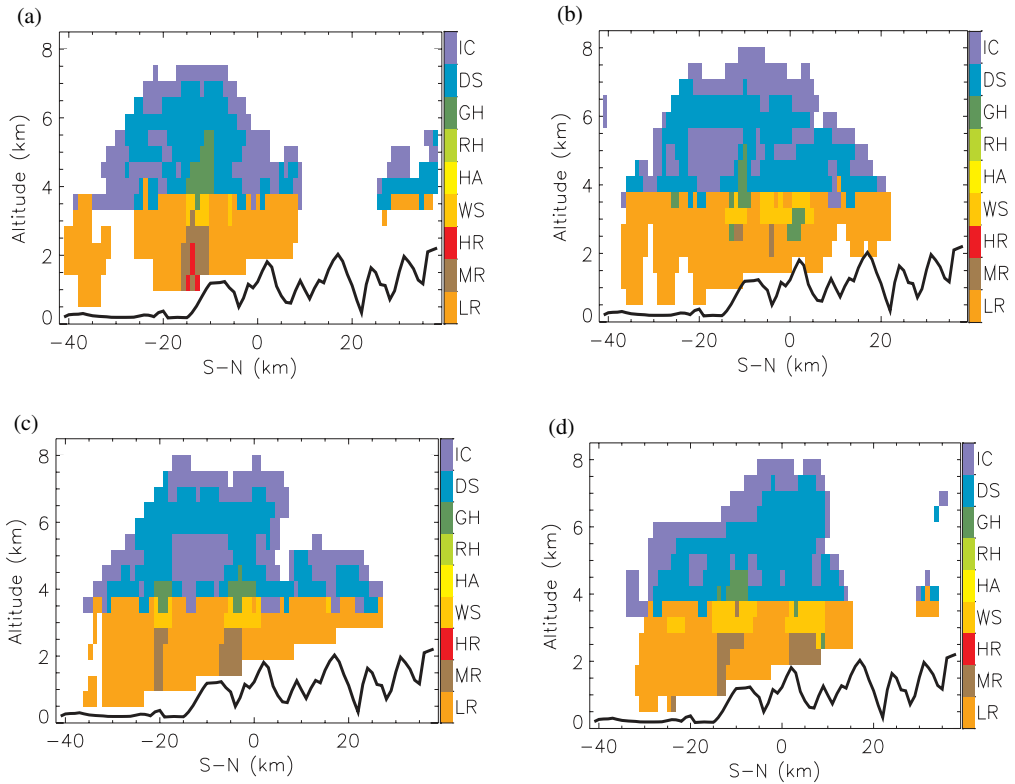 (a)
Altitude (km)
8
6
4
2
0
−40
−20
0
20
S−N (km)
IC
DS
GH
RH
HA
WS
HR
MR
LR
(b)
Altitude (km)
8
6
4
2
0
−40
−20
0
20
S−N (km)
IC
DS
GH
RH
HA
WS
HR
MR
LR
(c)
Altitude (km)
8
6
4
2
0
−40
−20
0
20
S−N (km)
IC
DS
GH
RH
HA
WS
HR
MR
LR
(d)
Altitude (km)
8
6
4
2
0
−40
−20
0
20
S−N (km)
IC
DS
GH
RH
HA
WS
HR
MR
LR